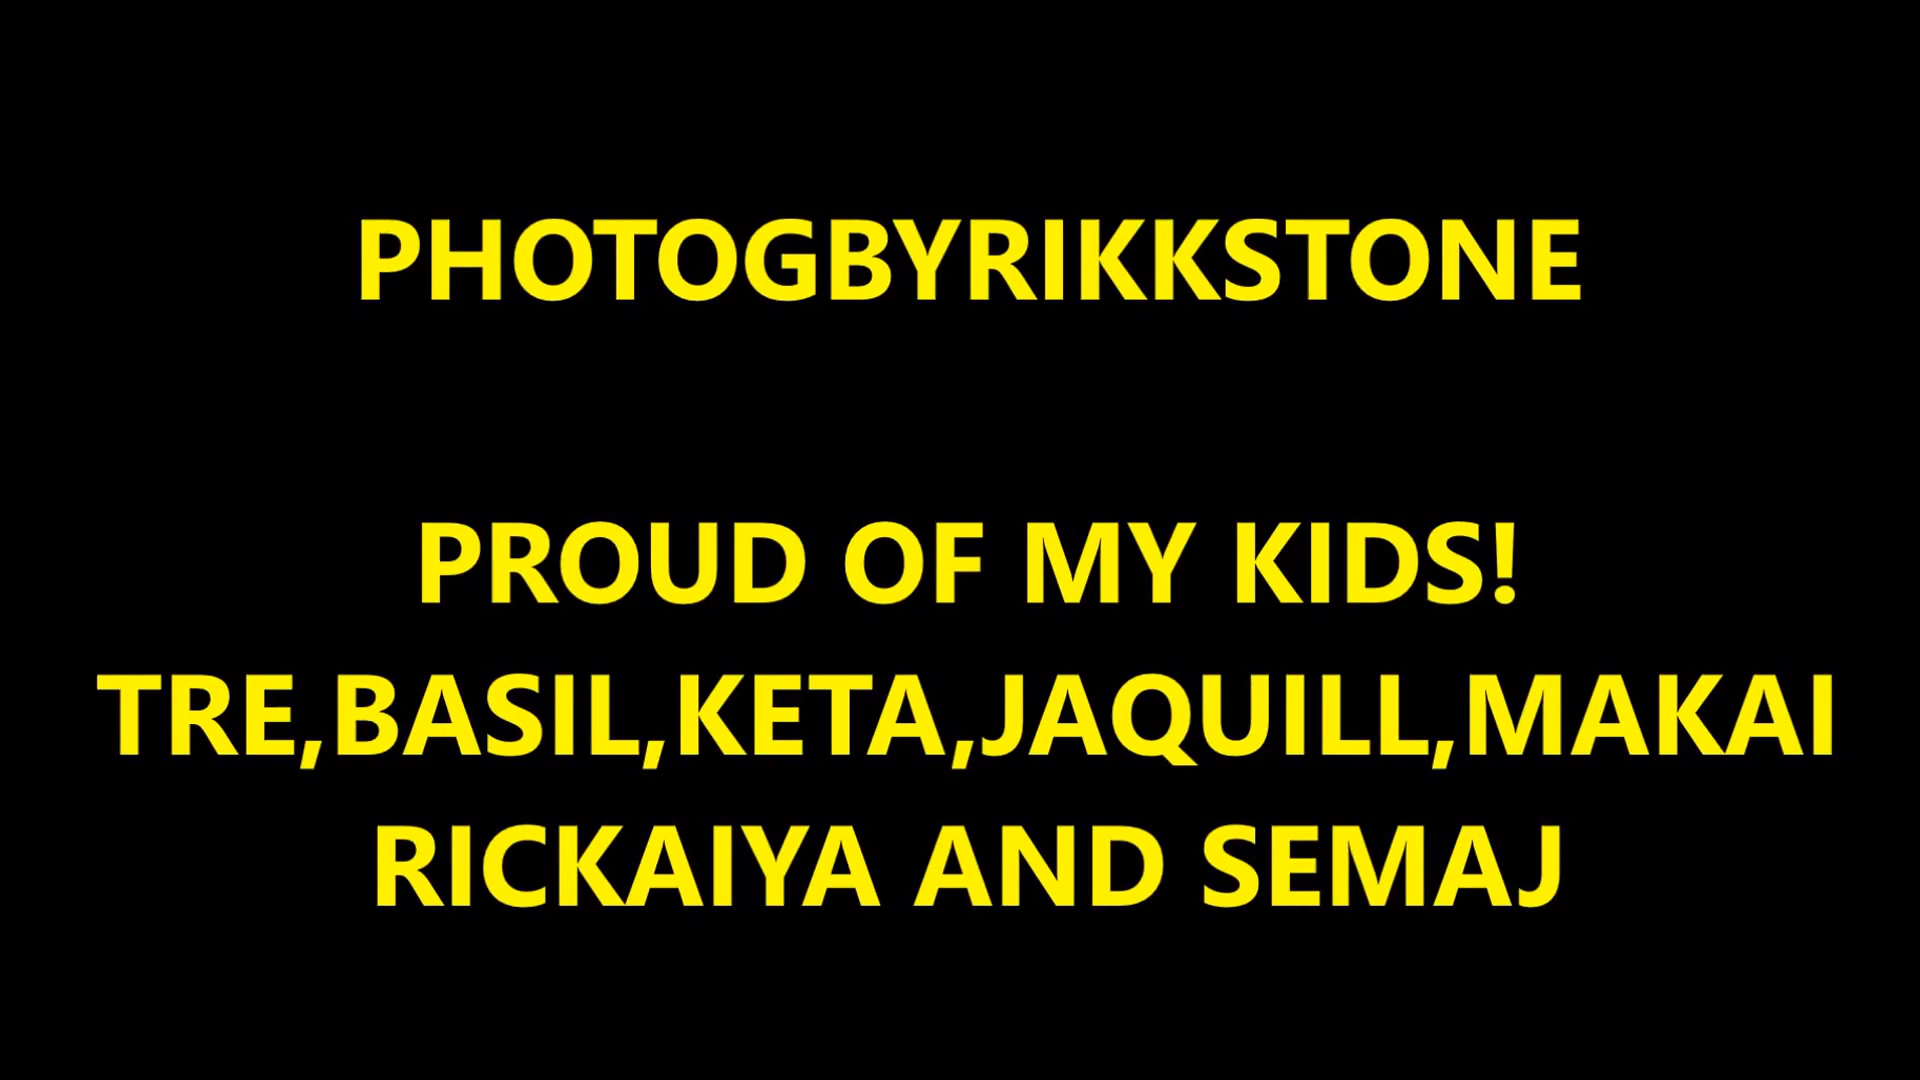 PHOTOGBYRIKKSTONE
PROUD OF MY KIDS!
TRE,BASIL,KETA,JAQUILL,MAKAI
RICKAIYA AND SEMAJ